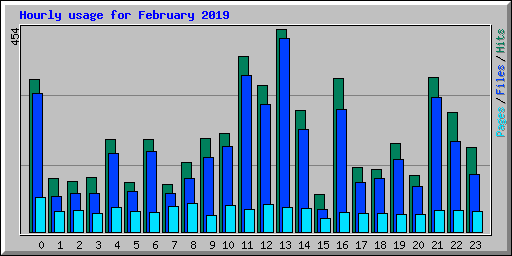 Hourly usage for February 2019
454
Pages/Files/Hits
0 1 2 3 4 5 6 7 8 9 10 11 12 13 14 15 16 17 18 19 20 21 22 23